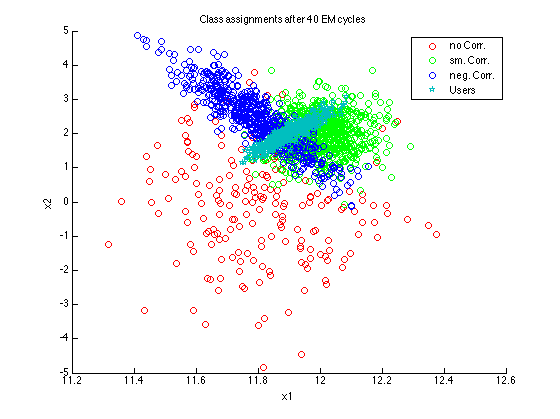 Class assignments after 40 EM cycles
no Corr.
sm. Corr.
neg. Corr.
Users
5
4
3
2
1
0
-1
-2
-3
-4
-5
x2
11.2
11.4
11.6
11.8
12
12.2
12.4
12.6
x1